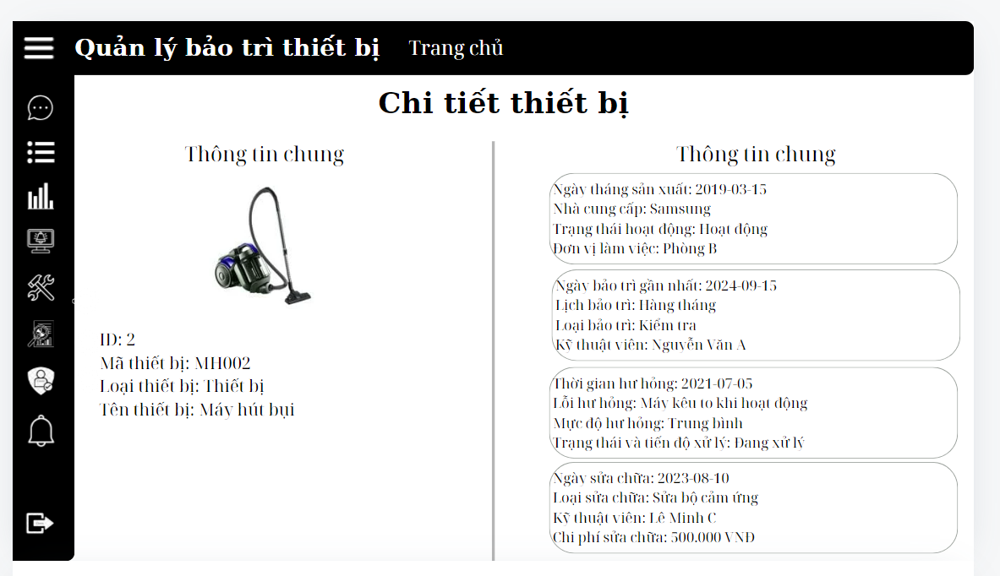 Quản lý bảo trì thiết bị
Trang chủ
Chi tiết thiết bị
Thông tin chung
ID: 2
Mã thiết bị: MH002
Loại thiết bị: Thiết bị
Tên thiết bị: Máy hút bụi
Thông tin chung
Ngày tháng sản xuất: 2019-03-15
Nhà cung cấp: Samsung
Trạng thái hoạt động: Hoạt động
Đơn vị làm việc: Phòng B
Ngày bảo trì gần nhất: 2024-09-15
Lịch bảo trì: Hàng tháng
Loại bảo trì: Kiểm tra
Kỹ thuật viên: Nguyễn Văn A
Thời gian hư hỏng: 2021-07-05
Lỗi hư hỏng: Máy kêu to khi hoạt động
Mực độ hư hỏng: Trung bình
Trạng thái và tiến độ xử lý: Đang xử lý
Ngày sửa chữa: 2023-08-10
Loại sửa chữa: Sửa bộ cảm ứng
Kỹ thuật viên: Lê Minh C
Chi phí sửa chữa: 500.000 VNĐ